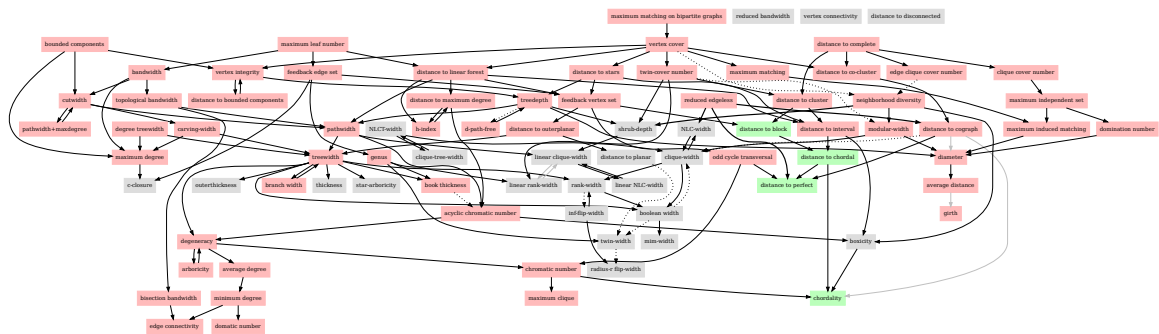 maximum matching on bipartite graphs
reduced bandwidth
vertex connectivity
distance to disconnected
bounded components
maximum leaf number
vertex cover
distance to complete
bandwidth
vertex integrity
feedback edge set
distance to linear forest
distance to stars
twin-cover number
maximum matching
distance to co-cluster
edge clique cover number
clique cover number
cutwidth
topological bandwidth
distance to bounded components
distance to maximum degree
treedepth
feedback vertex set
reduced edgeless
distance to cluster
neighborhood diversity
maximum independent set
pathwidth+maxdegree
degree treewidth
carving-width
pathwidth
NLCT-width
h-index
d-path-free
distance to outerplanar
shrub-depth
NLC-width
distance to block
distance to interval
modular-width
distance to cograph
maximum induced matching
domination number
maximum degree
treewidth
genus
clique-tree-width
linear clique-width
distance to planar
clique-width
odd cycle transversal
distance to chordal
diameter
c-closure
outerthickness
branch width
thickness
star-arboricity
book thickness
linear rank-width
rank-width
linear NLC-width
distance to perfect
average distance
acyclic chromatic number
inf-flip-width
boolean width
girth
degeneracy
twin-width
mim-width
boxicity
arboricity
average degree
chromatic number
radius-r flip-width
bisection bandwidth
minimum degree
maximum clique
chordality
edge connectivity
domatic number